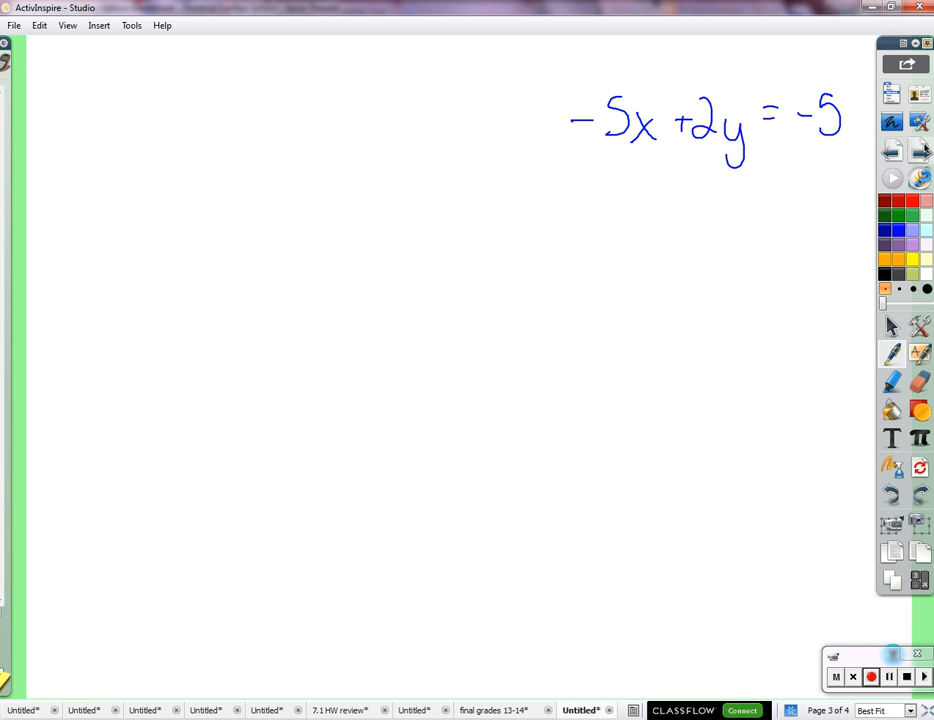 ActivInspire - Studio
File Edit View Insert Tools Help
-5x +2y = -5
Untitled* Untitled* Untitled* Untitled* Untitled* 7.1 HW review* Untitled* final grades 13-14* Untitled* CLASSFLOW Connect Page 3 of 4 Best Fit